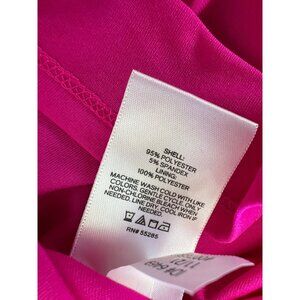 SHELL:
95% POLYESTER
5% SPANDEX
LINING:
100% POLYESTER
MACHINE WASH COLD WITH LIKE
COLORS. GENTLE CYCLE, ONLY
NON-CHLORINE BLEACH WHEN
NEEDED. LINE DRY. COOL IRON IF
NEEDED.
RN# 55285